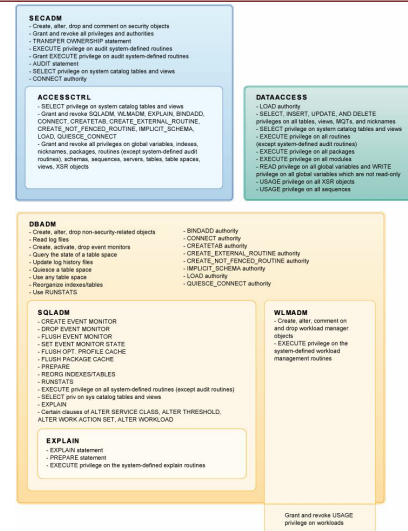 SECADM
- Create, alter, drop and comment on security objects
- Grant and revoke all privileges and authorities
- TRANSFER OWNERSHIP statement
- EXECUTE privilege on audit system-defined routines
- Grant EXECUTE privilege on audit system-defined routines
- AUDIT statement
- SELECT privilege on system catalog tables and views
- CONNECT authority
ACCESSCTRL
- SELECT privilege on system catalog tables and views
- Grant and revoke SQLADM, WLMADM, EXPLAIN, BINDADD,
CONNECT, CREATETAB, CREATE_EXTERNAL_ROUTINE,
CREATE_NOT_FENCED_ROUTINE, IMPLICIT_SCHEMA,
LOAD, QUIESCE_CONNECT
- Grant and revoke all privileges on global variables, indexes,
nicknames, packages, routines (except system-defined audit
routines), schemas, sequences, servers, tables, table spaces,
views, XSR objects
DATAACCESS
- LOAD authority
- SELECT, INSERT, UPDATE, AND DELETE
privileges on all tables, views, MQTs, and nicknames
- SELECT privilege on system catalog tables and views
- EXECUTE privilege on all routines
(except system-defined audit routines)
- EXECUTE privilege on all packages
- EXECUTE privilege on all modules
- READ privilege on all global variables and WRITE
privilege on all global variables which are not read-only
- USAGE privilege on all XSR objects
- USAGE privilege on all sequences
DBADM
- Create, alter, drop non-security-related objects
- Read log files
- Create, activate, drop event monitors
- Query the state of a table space
- Update log history files
- Quiesce a table space
- Use any table space
- Reorganize indexes/tables
- Use RUNSTATS
- BINDADD authority
- CONNECT authority
- CREATETAB authority
- CREATE_EXTERNAL_ROUTINE authority
- CREATE_NOT_FENCED_ROUTINE authority
- IMPLICIT_SCHEMA authority
- LOAD authority
- QUIESCE_CONNECT authority
SQLADM
- CREATE EVENT MONITOR
- DROP EVENT MONITOR
- FLUSH EVENT MONITOR
- SET EVENT MONITOR STATE
- FLUSH OPT. PROFILE CACHE
- FLUSH PACKAGE CACHE
- PREPARE
- REORG INDEXES/TABLES
- RUNSTATS
- EXECUTE privilege on all system-defined routines (except audit routines)
- SELECT priv on sys catalog tables and views
- EXPLAIN
- Certain clauses of ALTER SERVICE CLASS, ALTER THRESHOLD,
ALTER WORK ACTION SET, ALTER WORKLOAD
EXPLAIN
- EXPLAIN statement
- PREPARE statement
- EXECUTE privilege on the system-defined explain routines
WLMADM
- Create, alter, comment on
and drop workload manager
objects
- EXECUTE privilege on the
system-defined workload
management routines
Grant and revoke USAGE
privilege on workloads